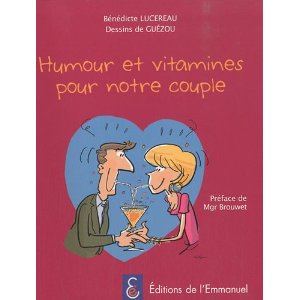 Bénédicte LUCEREAU
Dessins de GUÉZOU
Humour et vitamines
pour notre couple
Préface de
Mgr Brouwet
Éditions de l'Emmanuel